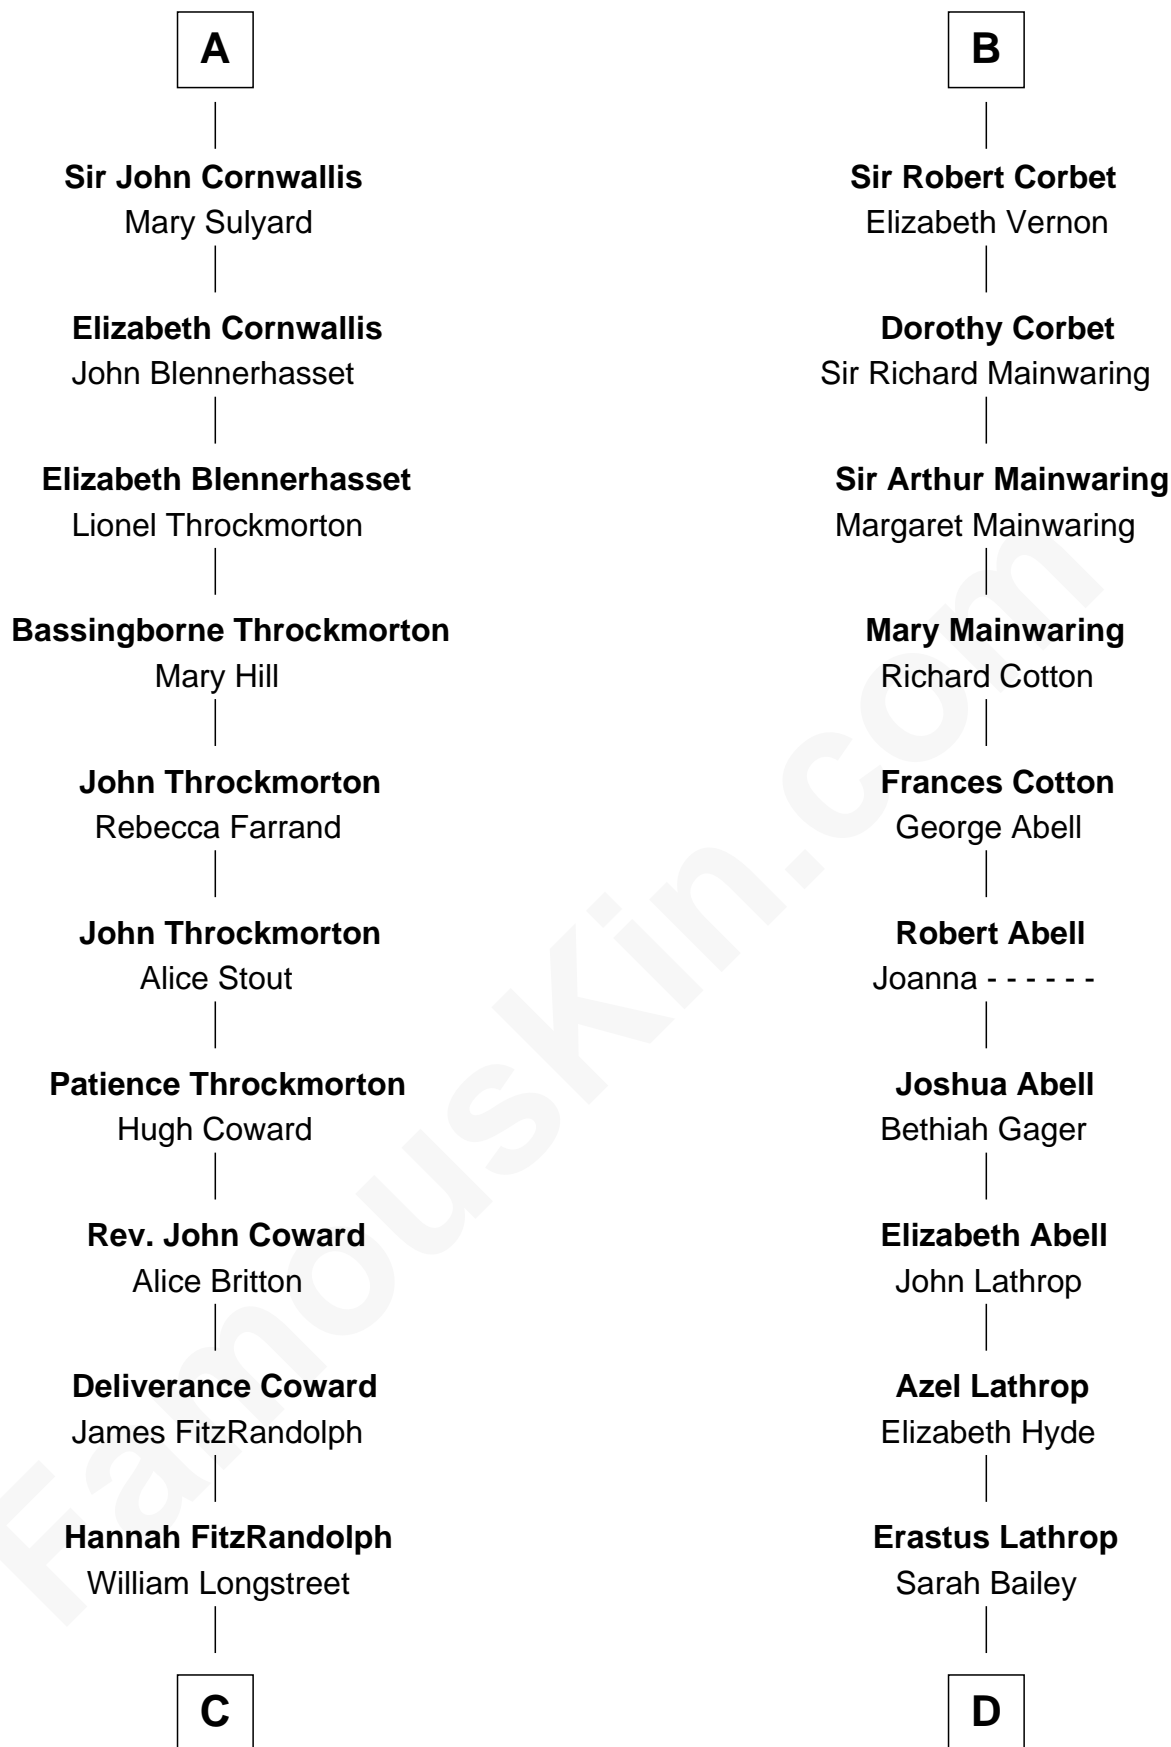 A
Sir John Cornwallis
Mary Sulyard
Elizabeth Cornwallis
John Blennerhasset
Elizabeth Blennerhasset
Lionel Throckmorton
Bassingborne Throckmorton
Mary Hill
John Throckmorton
Rebecca Farrand
John Throckmorton
Alice Stout
Patience Throckmorton
Hugh Coward
Rev. John Coward
Alice Britton
Deliverance Coward
James FitzRandolph
Hannah FitzRandolph
William Longstreet
C
B
Sir Robert Corbet
Elizabeth Vernon
Dorothy Corbet
Sir Richard Mainwaring
Sir Arthur Mainwaring
Margaret Mainwaring
Mary Mainwaring
Richard Cotton
Frances Cotton
George Abell
Robert Abell
Joanna - - - - - -
Joshua Abell
Bethiah Gager
Elizabeth Abell
John Lathrop
Azel Lathrop
Elizabeth Hyde
Erastus Lathrop
Sarah Bailey
D
FamousKin.com